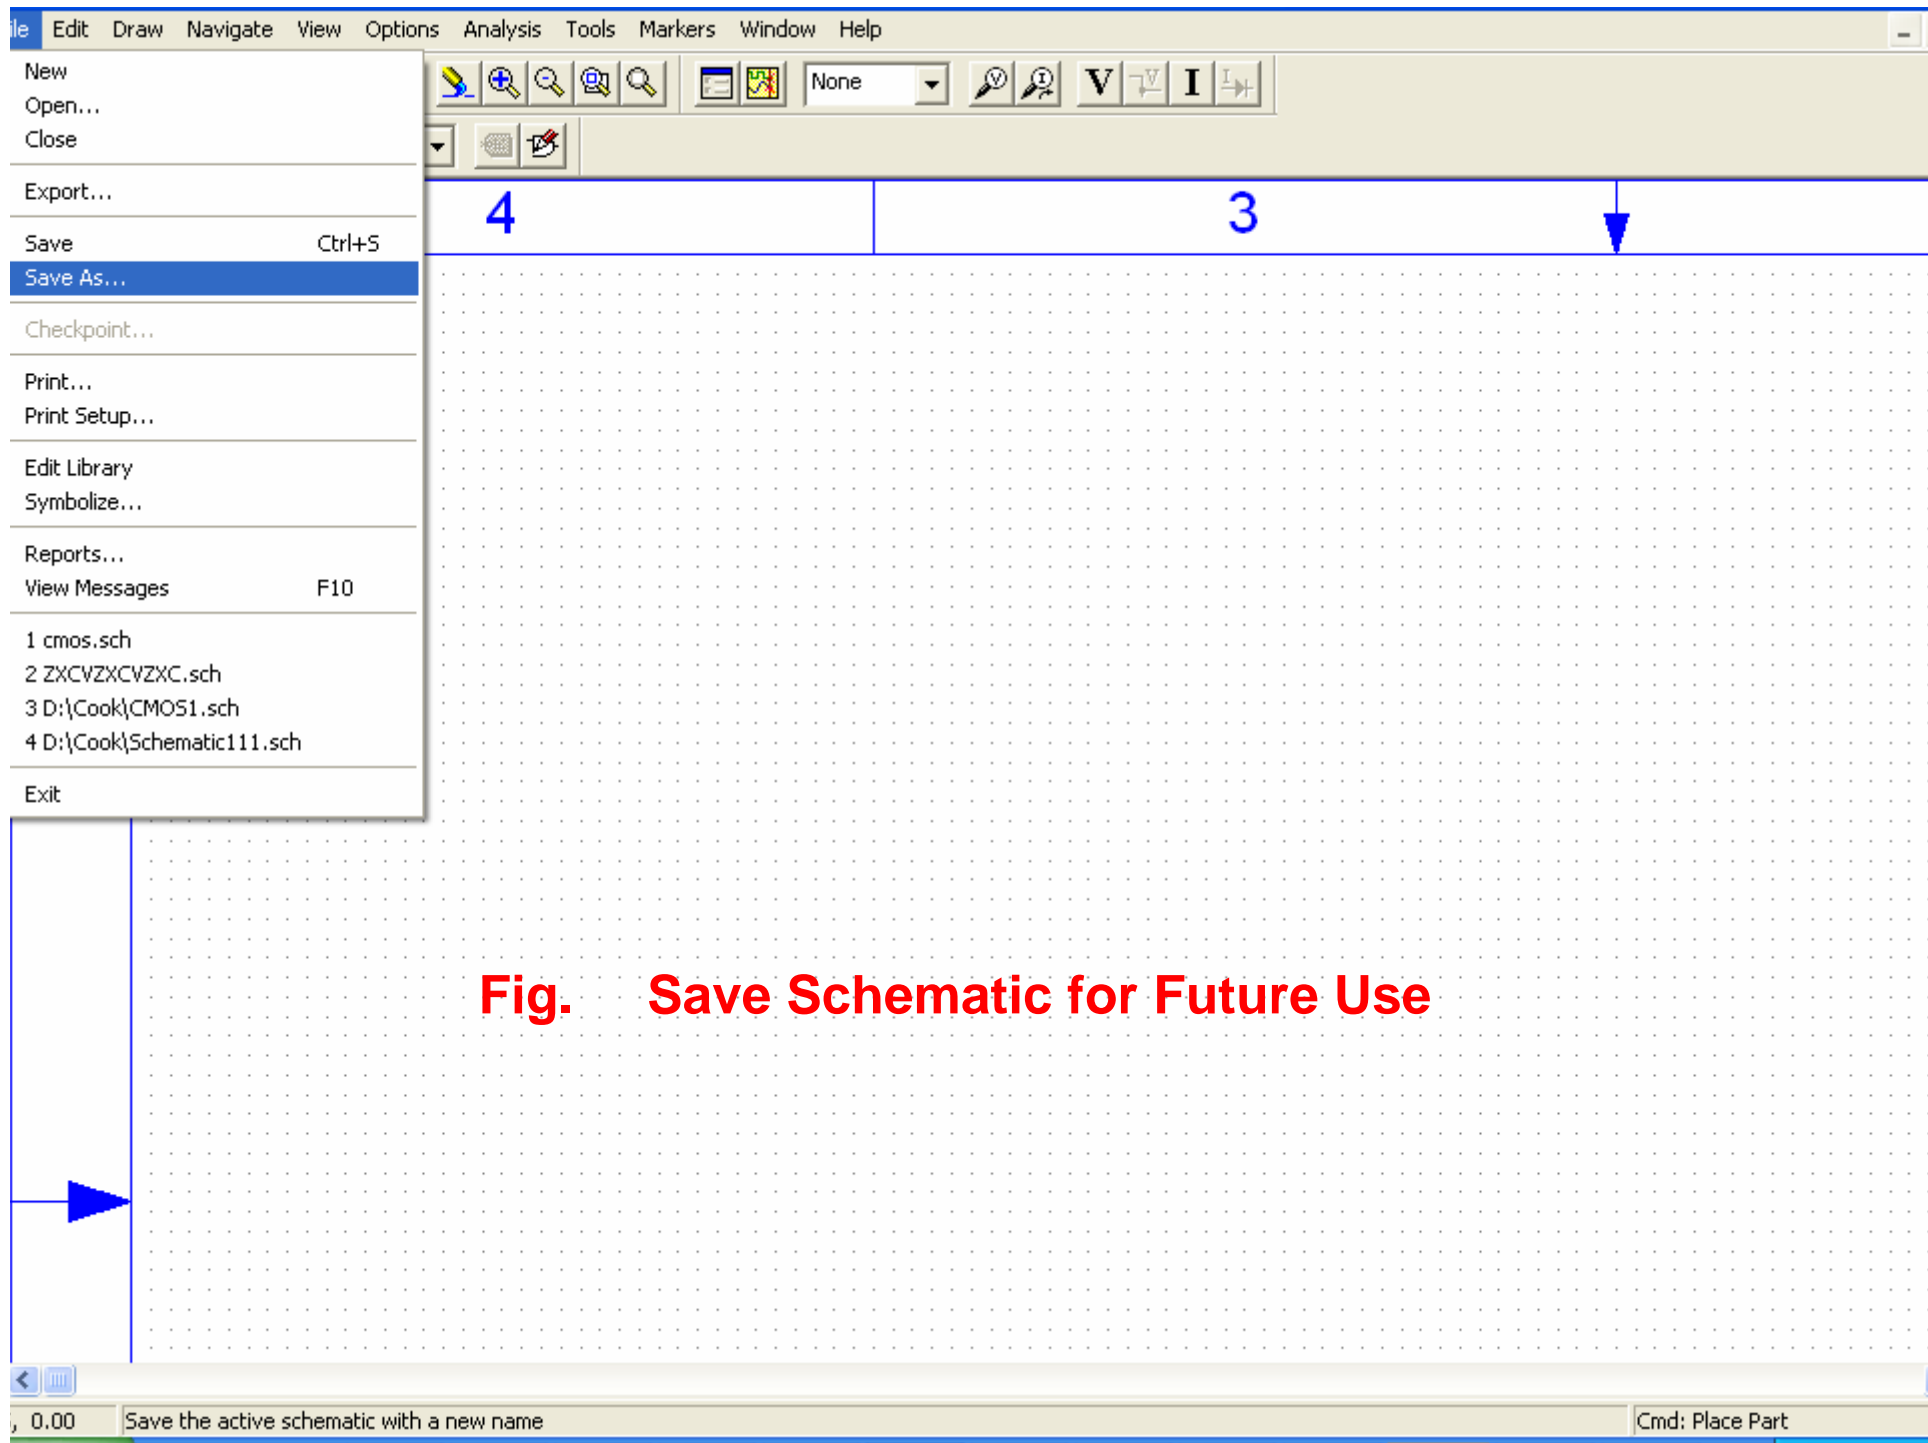 ile Edit Draw Navigate View Options Analysis Tools Markers Window Help
New
None V I V V I I
Open...
Close
Export...
4 3
Save Ctrl+S
Save As...
Checkpoint...
Print...
Print Setup...
Edit Library
Symbolize...
Reports...
View Messages F10
1 cmos.sch
2 ZXCVZXCVZXC.sch
3 D:\Cook\CMOS1.sch
4 D:\Cook\Schematic111.sch
Exit
Fig. Save Schematic for Future Use
, 0.00 Save the active schematic with a new name Cmd: Place Part